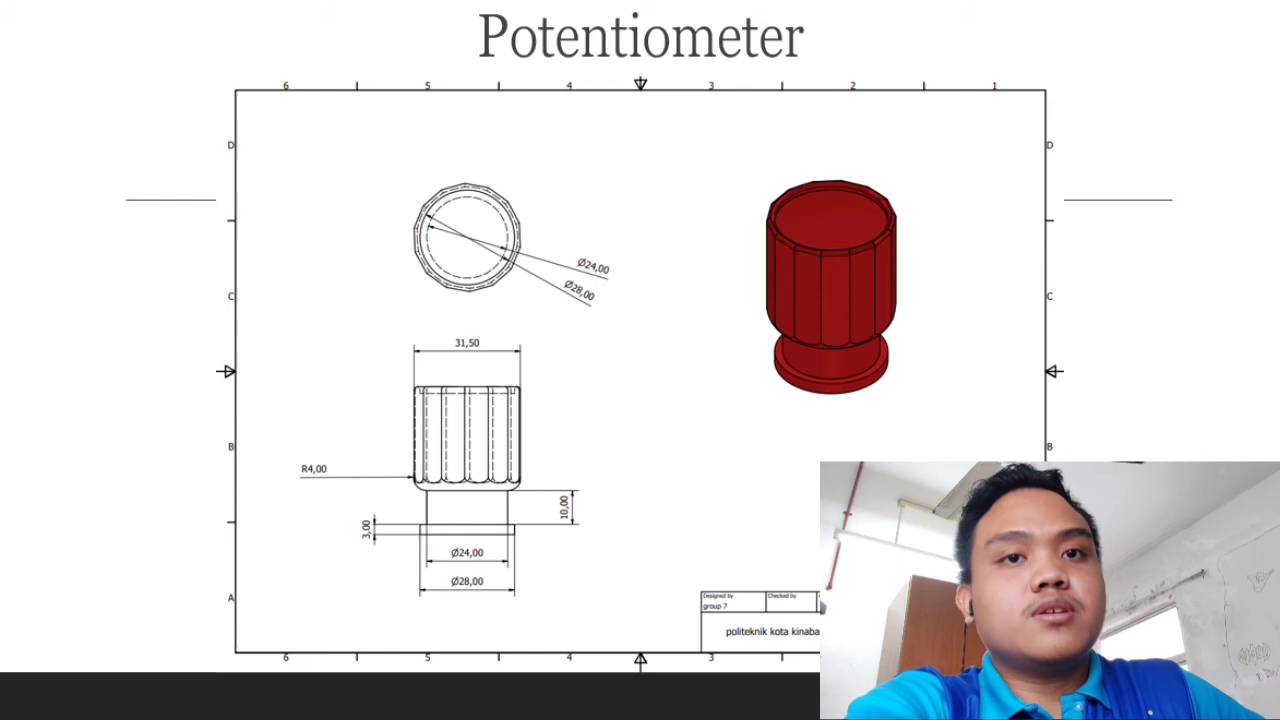 Potentiometer
6 5 4 3 2 1
D D
Ø24,00
Ø28,00
C C
31,50
B B
R4,00
10,00
3,00
Ø24,00
Ø28,00
A
Designed by Checked by
group 7
politeknik kota kinaba
6 5 4 3